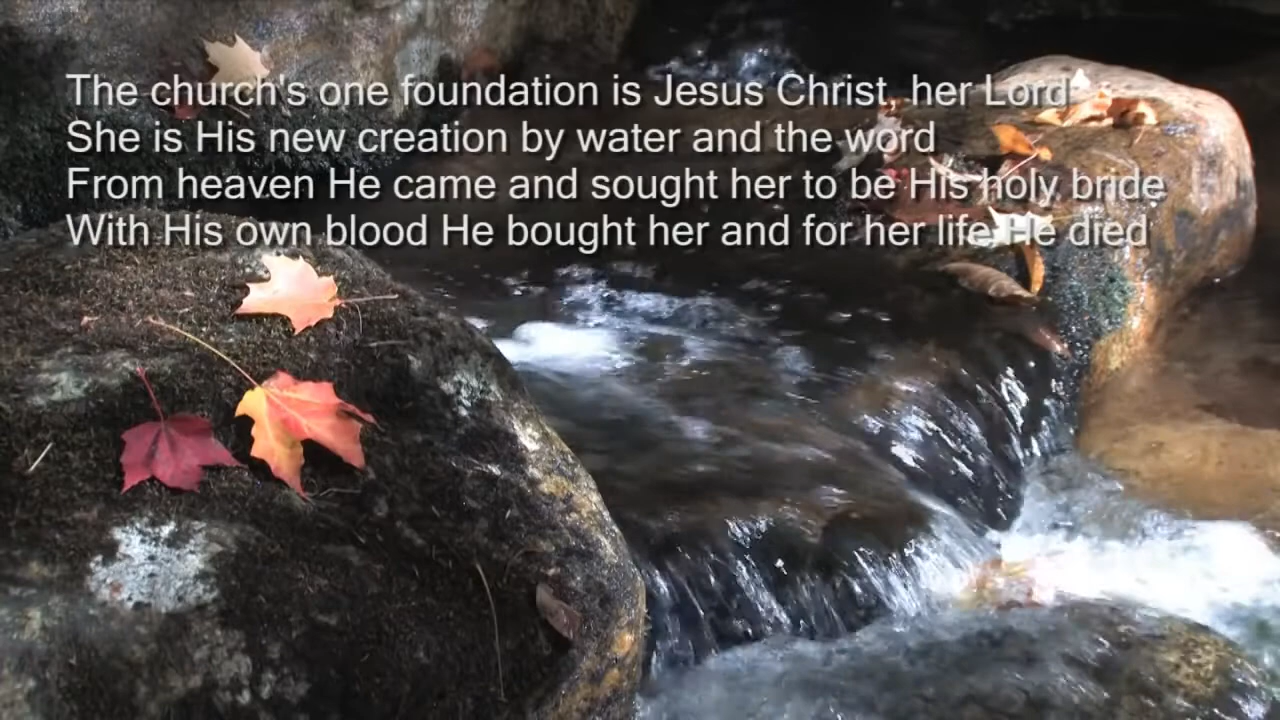 The church's one foundation is Jesus Christ, her Lord
She is His new creation by water and the word
From heaven He came and sought her to be His holy bride
With His own blood He bought her and for her life He died